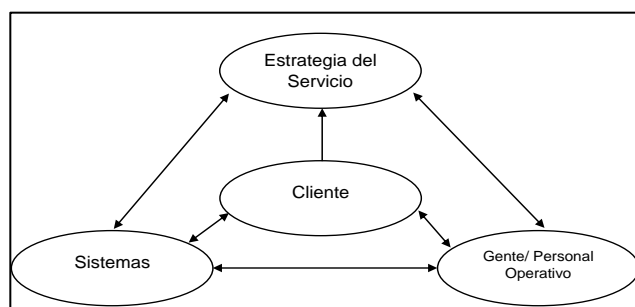 Estrategia del
Servicio
Cliente
Sistemas
Gente/ Personal
Operativo